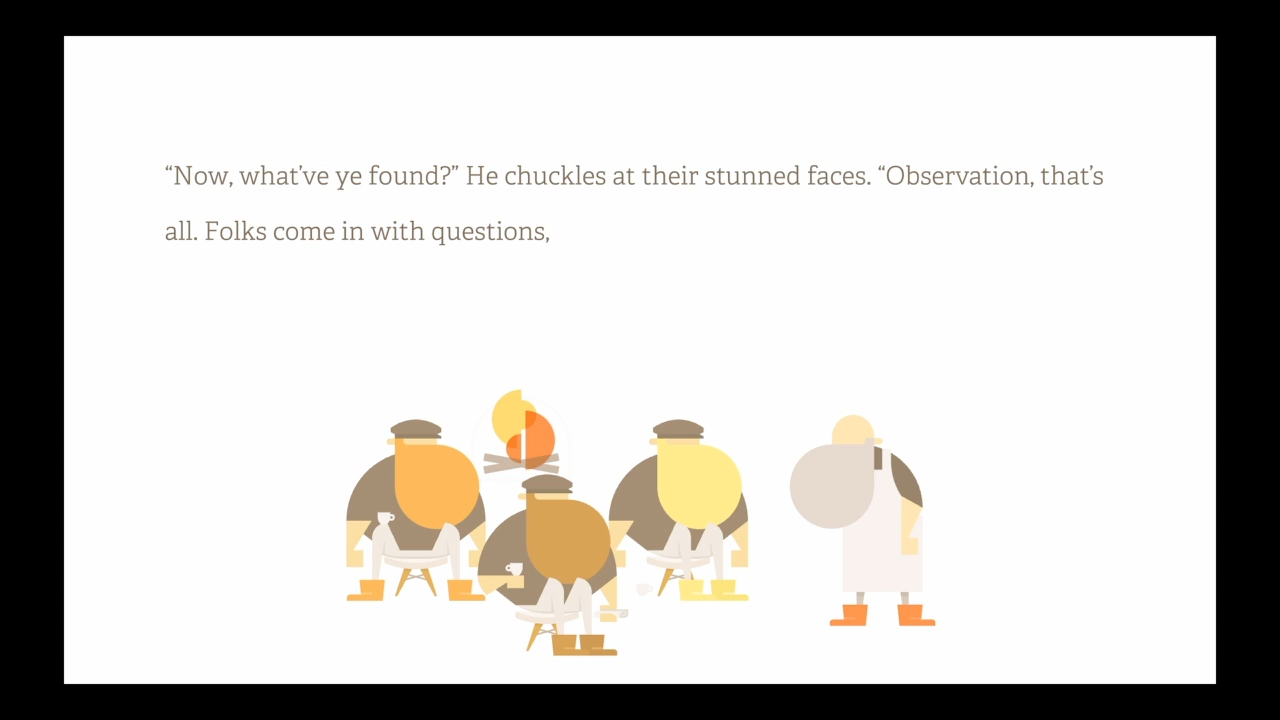 “Now, what’ve ye found?” He chuckles at their stunned faces. “Observation, that’s
all. Folks come in with questions,